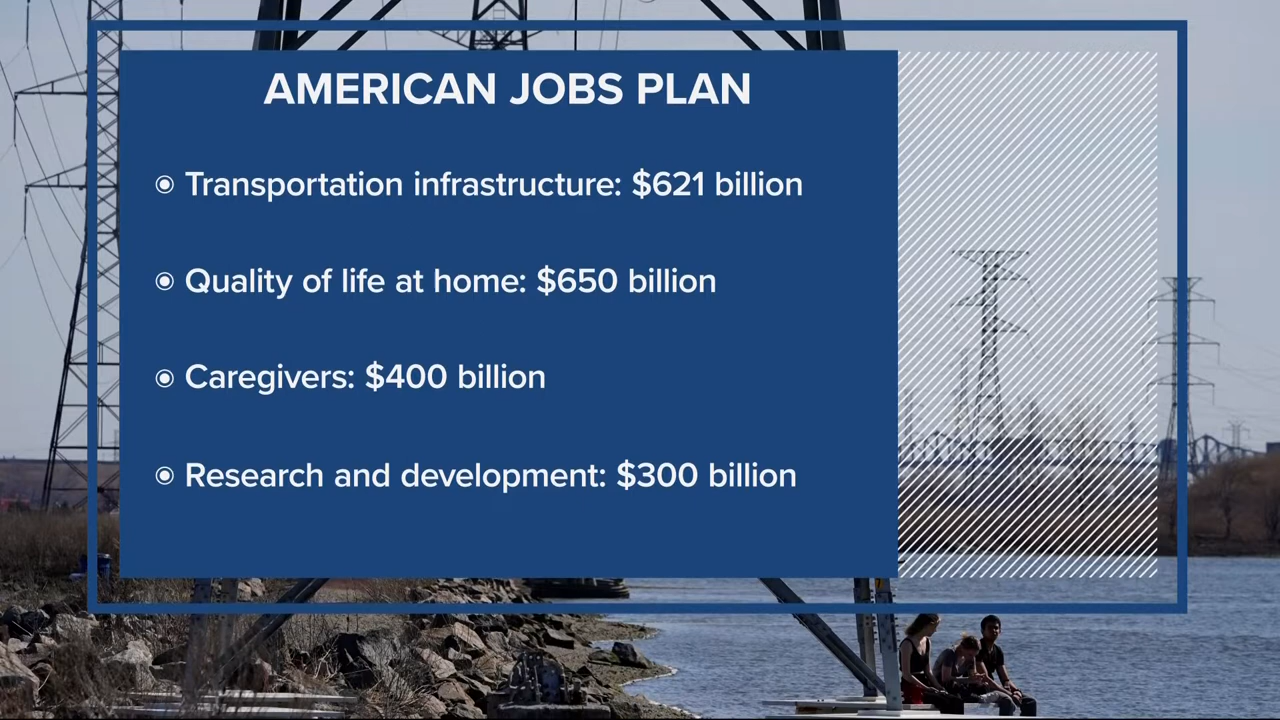 AMERICAN JOBS PLAN
Transportation infrastructure: $621 billion
Quality of life at home: $650 billion
Caregivers: $400 billion
Research and development: $300 billion